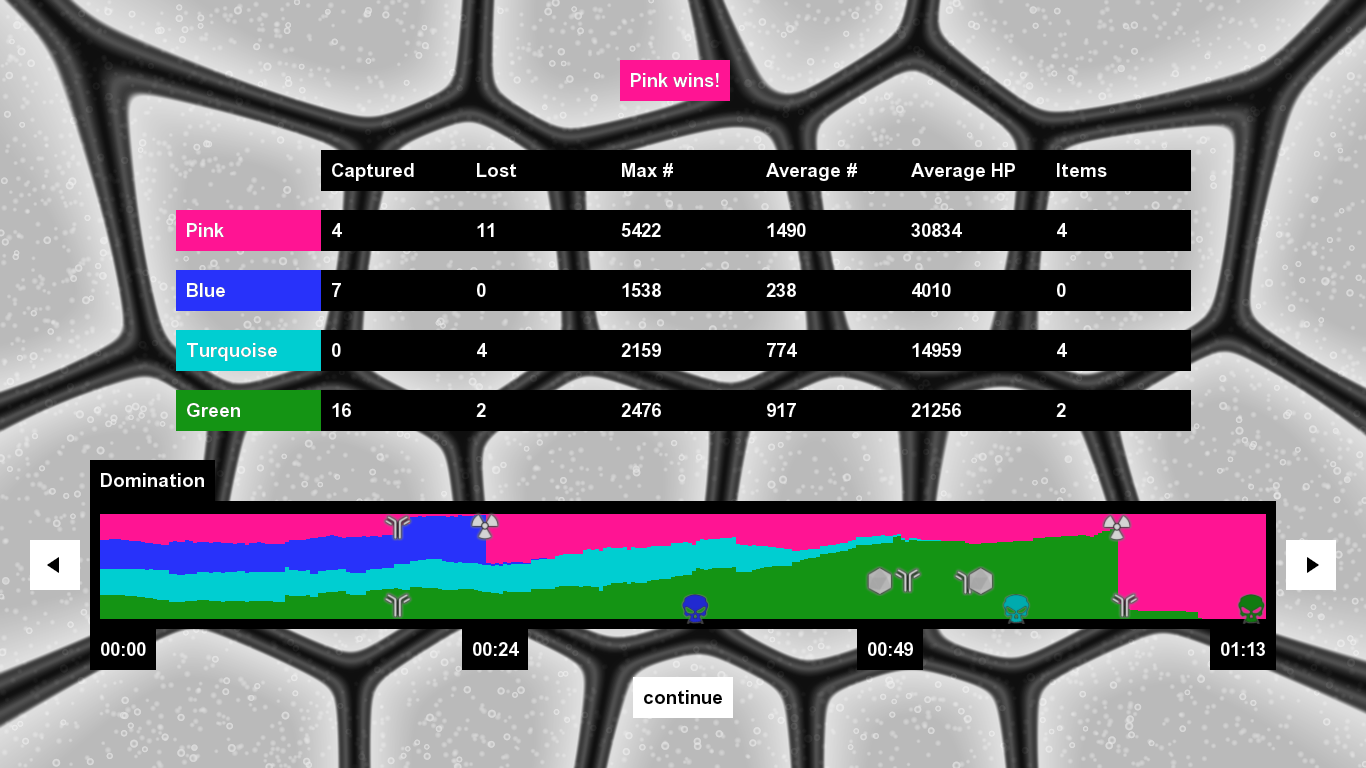 Pink wins!
Captured Lost Max # Average # Average HP Items
Pink 4 11 5422 1490 30834 4
Blue 7 0 1538 238 4010 0
Turquoise 0 4 2159 774 14959 4
Green 16 2 2476 917 21256 2
Domination
00:00 00:24 00:49 01:13
continue